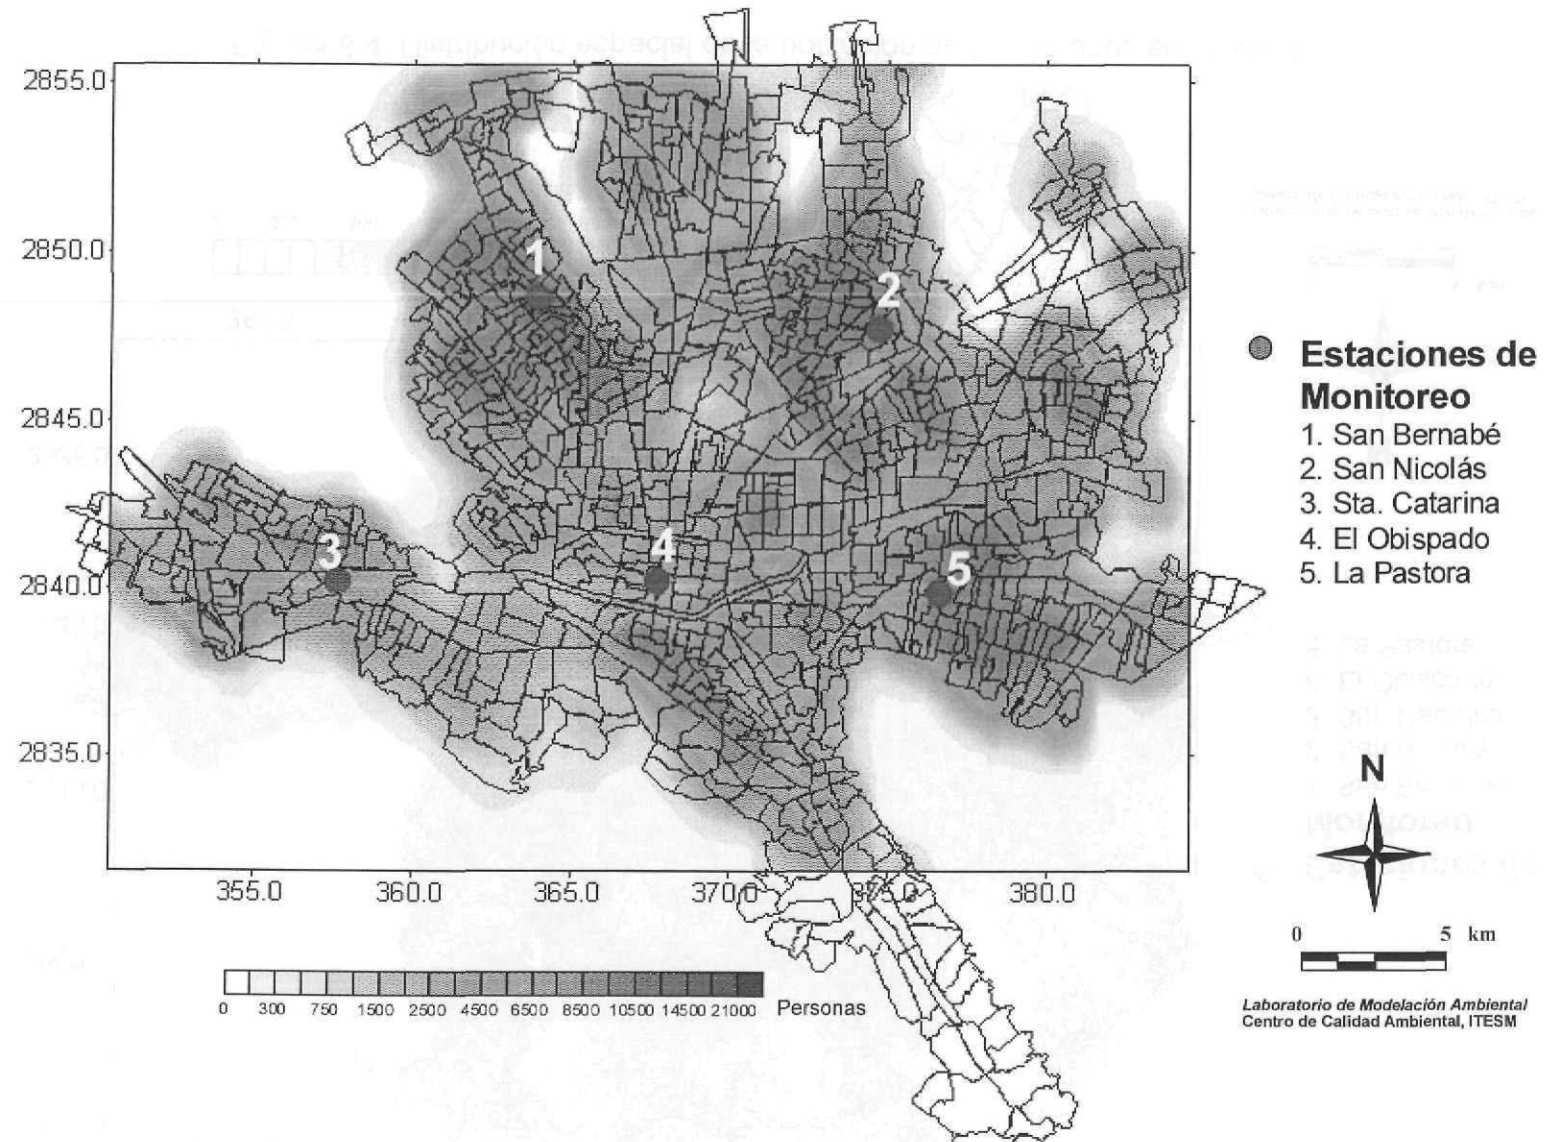 2855.0
2850.0
2845.0
2840.0
2835.0
355.0
360.0
365.0
370.0
375.0
380.0
1
2
3
4
5
Estaciones de
Monitoreo
1. San Bernabé
2. San Nicolás
3. Sta. Catarina
4. El Obispado
5. La Pastora
N
0 5 km
Laboratorio de Modelación Ambiental
Centro de Calidad Ambiental, ITESM
0 300 750 1500 2500 4500 6500 8500 10500 14500 21000 Personas